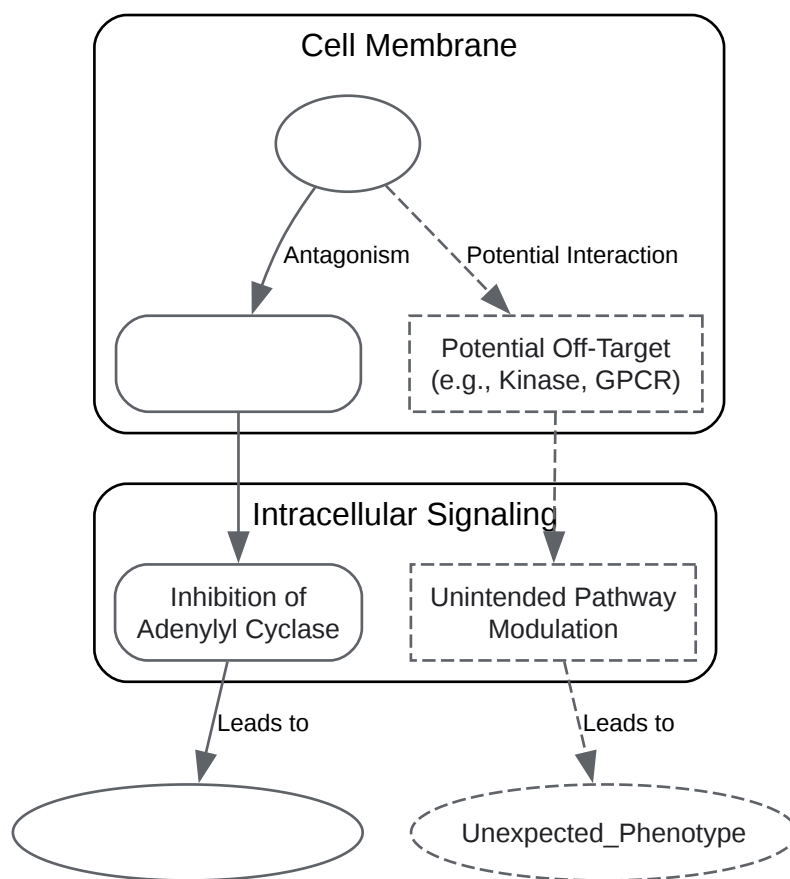 Cell Membrane
Antagonism
Potential Interaction
Potential Off-Target
(e.g., Kinase, GPCR)
Intracellular Signaling
Inhibition of
Adenylyl Cyclase
Unintended Pathway
Modulation
Leads to
Leads to
Unexpected_Phenotype